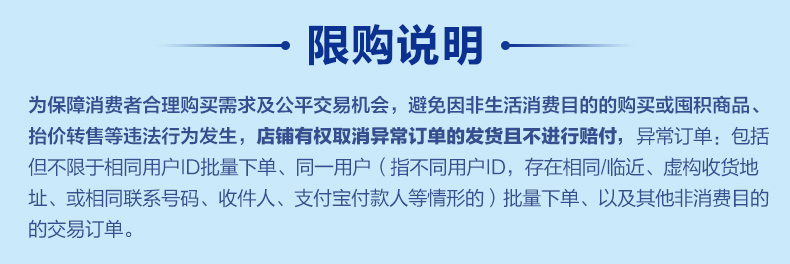 限购说明
为保障消费者合理购买需求及公平交易机会，避免因非生活消费目的的购买或囤积商品、
抬价转售等违法行为发生，店铺有权取消异常订单的发货且不进行赔付，异常订单：包括
但不限于相同用户ID批量下单、同一用户（指不同用户ID，存在相同/临近、虚构收货地
址、或相同联系号码、收件人、支付宝付款人等情形的）批量下单、以及其他非消费目的
的交易订单。